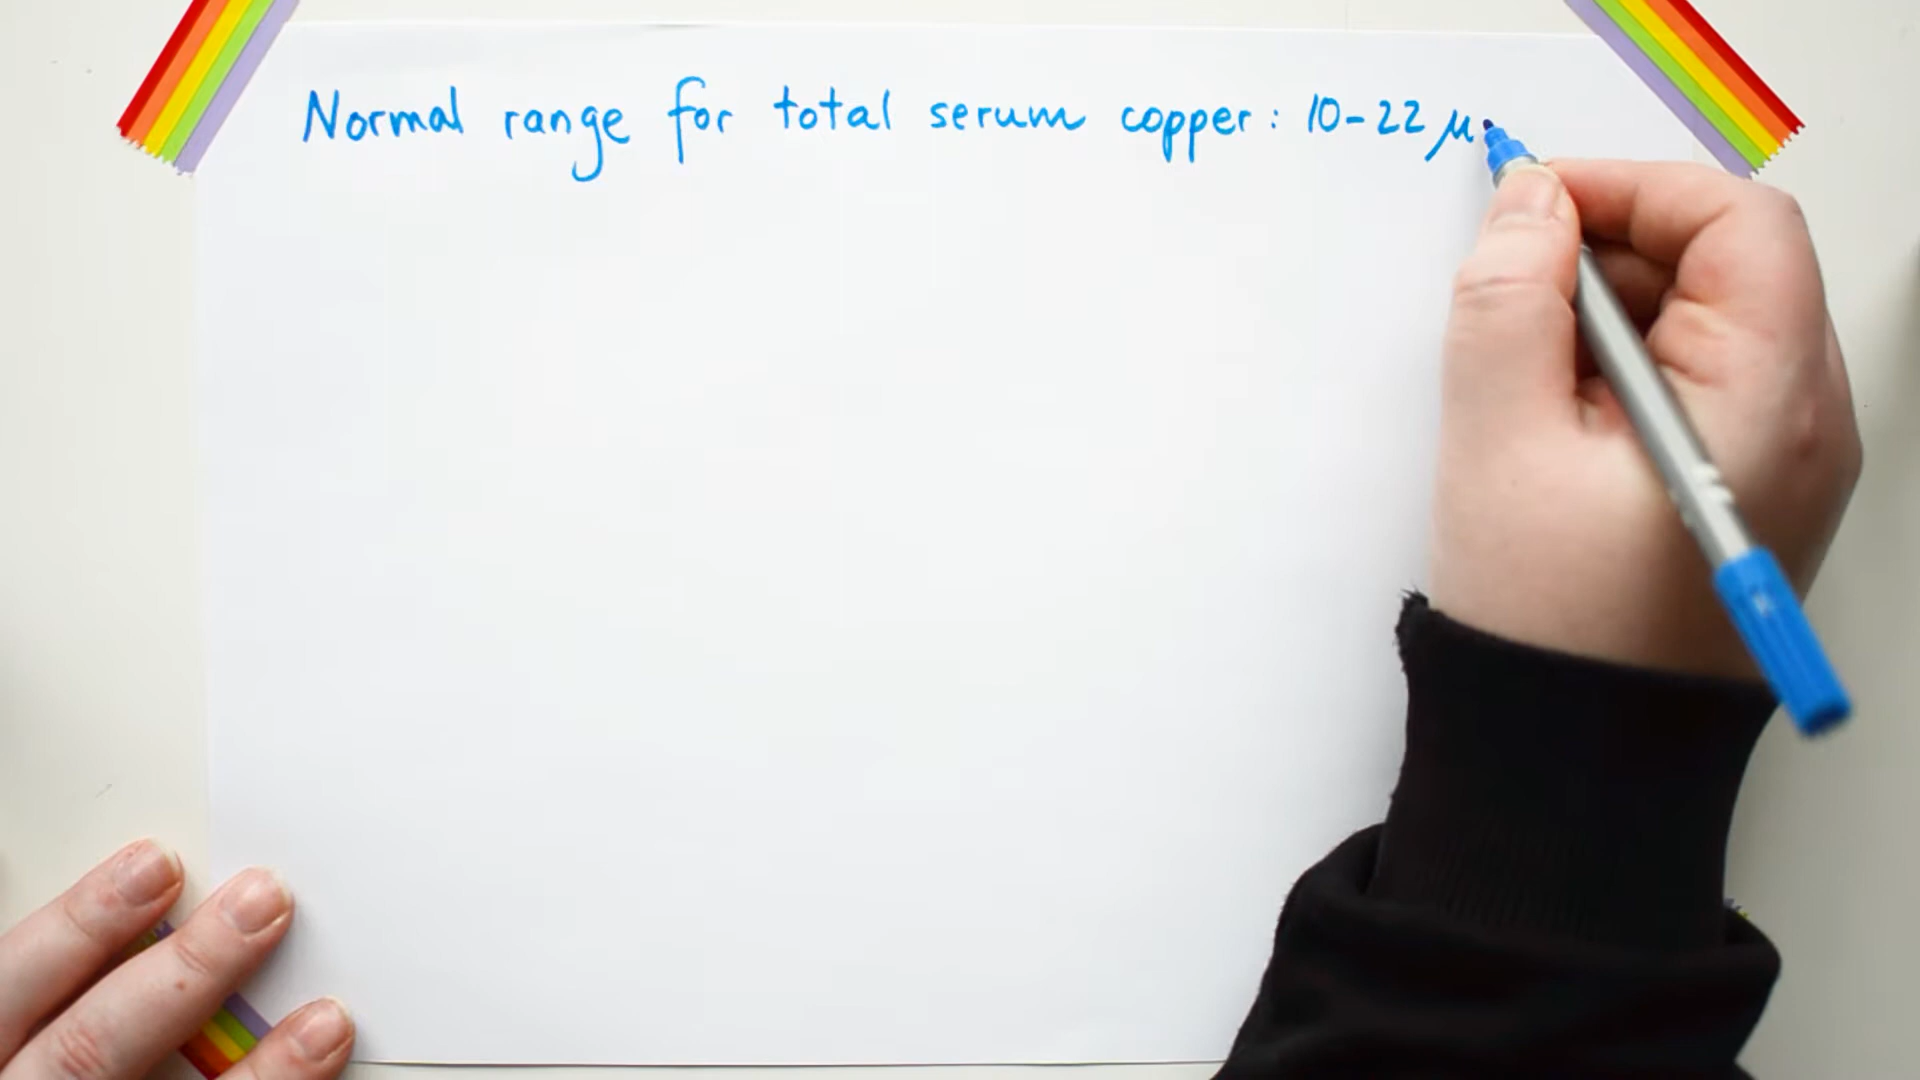 Normal range for total serum copper: 10-22 μ